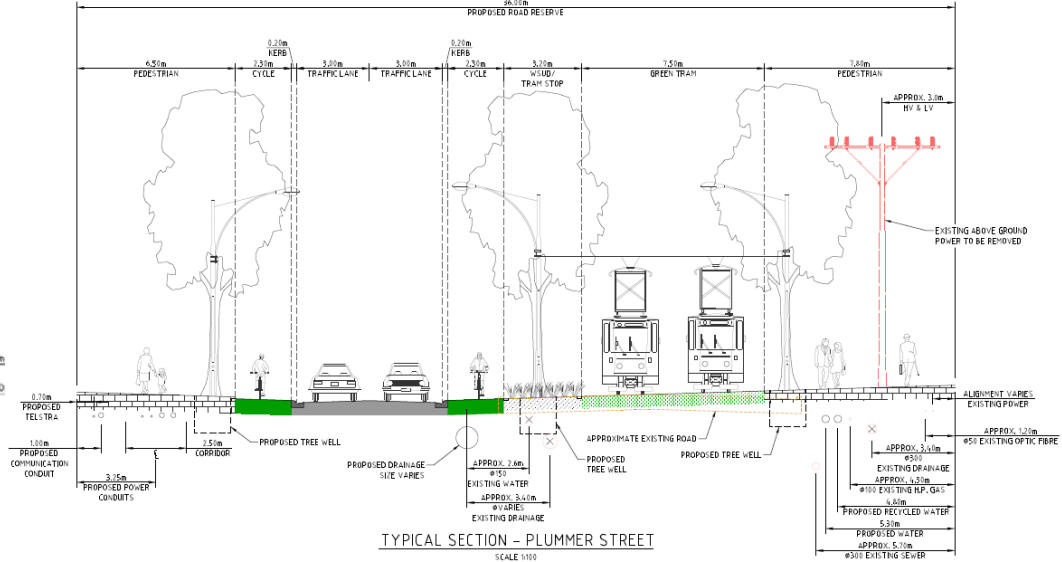 36.00m
PROPOSED ROAD RESERVE
0.20m
KERB
0.20m
KERB
6.50m
PEDESTRIAN
2.30m
CYCLE
3.00m
TRAFFIC LANE
3.00m
TRAFFIC LANE
2.30m
CYCLE
3.20m
WSUD/
TRAM STOP
7.50m
GREEN TRAM
7.80m
PEDESTRIAN
APPROX. 3.0m
HV & LV
EXISTING ABOVE GROUND
POWER TO BE REMOVED
0.70m
PROPOSED
TELSTRA
1.00m
PROPOSED
COMMUNICATION
CONDUIT
3.25m
PROPOSED POWER
CONDUITS
2.50m
CORRIDOR
PROPOSED TREE WELL
PROPOSED DRAINAGE
SIZE VARIES
APPROX. 2.6m
Ø150
EXISTING WATER
APPROX. 3.40m
ØVARIES
EXISTING DRAINAGE
APPROXIMATE EXISTING ROAD
PROPOSED
TREE WELL
PROPOSED TREE WELL
ALIGNMENT VARIES
EXISTING POWER
APPROX. 1.20m
Ø50 EXISTING OPTIC FIBRE
APPROX. 3.40m
Ø300
EXISTING DRAINAGE
APPROX. 4.30m
Ø100 EXISTING H.P. GAS
4.80m
PROPOSED RECYCLED WATER
5.30m
PROPOSED WATER
APPROX. 5.70m
Ø300 EXISTING SEWER
TYPICAL SECTION - PLUMMER STREET
SCALE 1:100